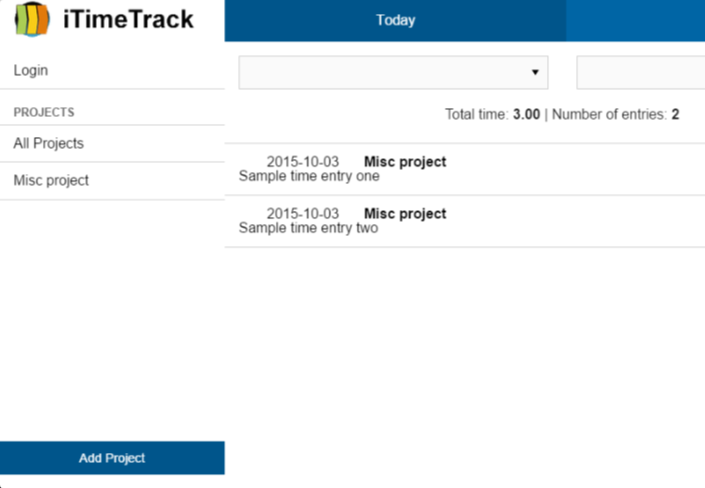 iTimeTrack
Login
PROJECTS
All Projects
Misc project
Add Project
Today
Total time: 3.00 | Number of entries: 2
2015-10-03 Misc project
Sample time entry one
2015-10-03 Misc project
Sample time entry two